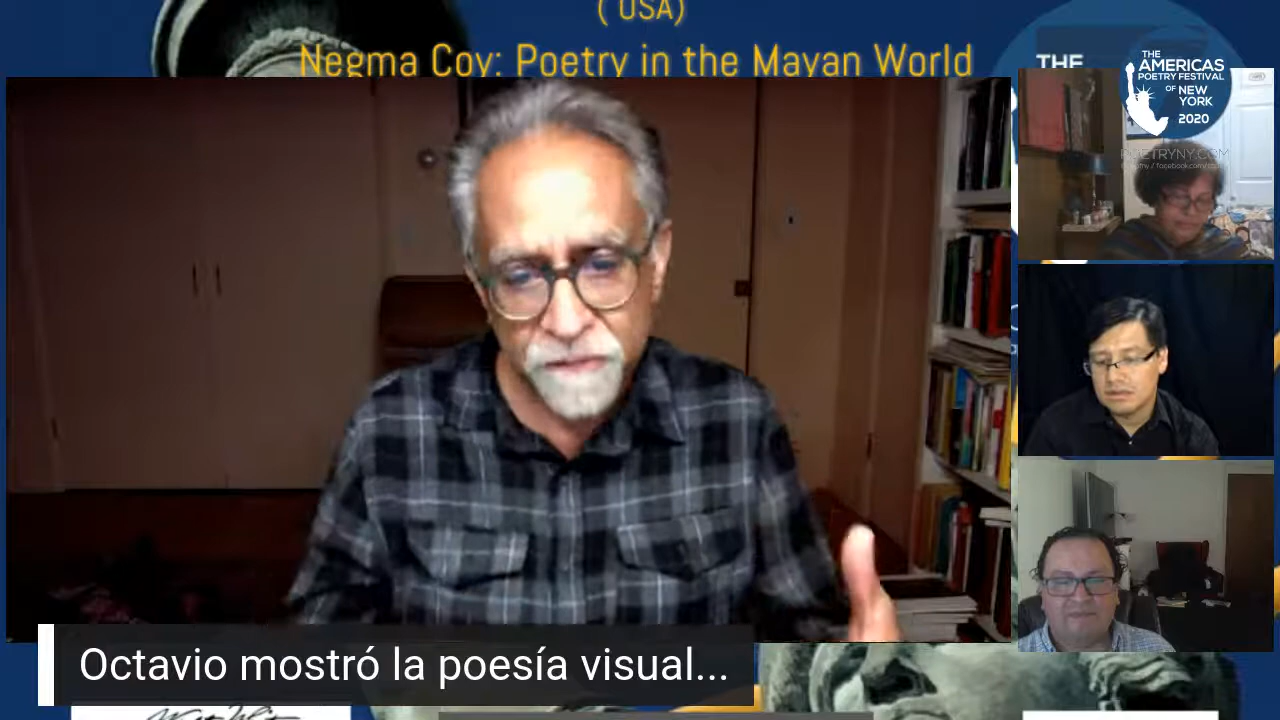 ( USA)
Negma Coy: Poetry in the Mayan World
THE
THE
AMERICAS
POETRY FESTIVAL
OF NEW
YORK
2020
POETRYNY.COM
Octavio mostró la poesía visual...